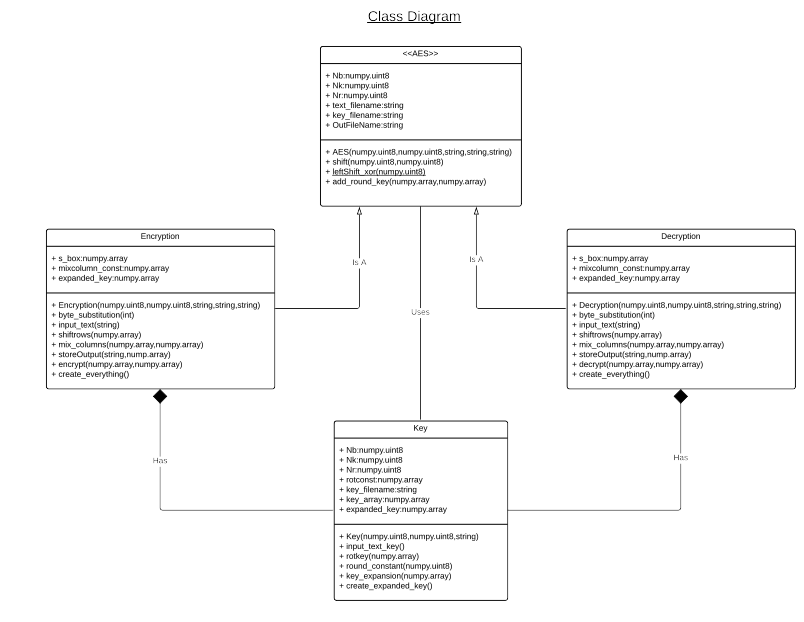 Class Diagram
<<AES>>
+ Nb:numpy.uint8
+ Nk:numpy.uint8
+ Nr:numpy.uint8
+ text_filename:string
+ key_filename:string
+ OutFileName:string
+ AES(numpy.uint8,numpy.uint8,string,string,string)
+ shift(numpy.uint8,numpy.uint8)
+ leftShift_xor(numpy.uint8)
+ add_round_key(numpy.array,numpy.array)
Encryption
+ s_box:numpy.array
+ mixcolumn_const:numpy.array
+ expanded_key:numpy.array
+ Encryption(numpy.uint8,numpy.uint8,string,string,string)
+ byte_substitution(int)
+ input_text(string)
+ shiftrows(numpy.array)
+ mix_columns(numpy.array,numpy.array)
+ storeOutput(string,nump.array)
+ encrypt(numpy.array,numpy.array)
+ create_everything()
Is A
Uses
Is A
Decryption
+ s_box:numpy.array
+ mixcolumn_const:numpy.array
+ expanded_key:numpy.array
+ Decryption(numpy.uint8,numpy.uint8,string,string,string)
+ byte_substitution(int)
+ input_text(string)
+ shiftrows(numpy.array)
+ mix_columns(numpy.array,numpy.array)
+ storeOutput(string,nump.array)
+ decrypt(numpy.array,numpy.array)
+ create_everything()
Has
Has
Key
+ Nb:numpy.uint8
+ Nk:numpy.uint8
+ Nr:numpy.uint8
+ rotconst:numpy.array
+ key_filename:string
+ key_array:numpy.array
+ expanded_key:numpy.array
+ Key(numpy.uint8,numpy.uint8,string)
+ input_text_key()
+ rotkey(numpy.array)
+ round_constant(numpy.uint8)
+ key_expansion(numpy.array)
+ create_expanded_key()